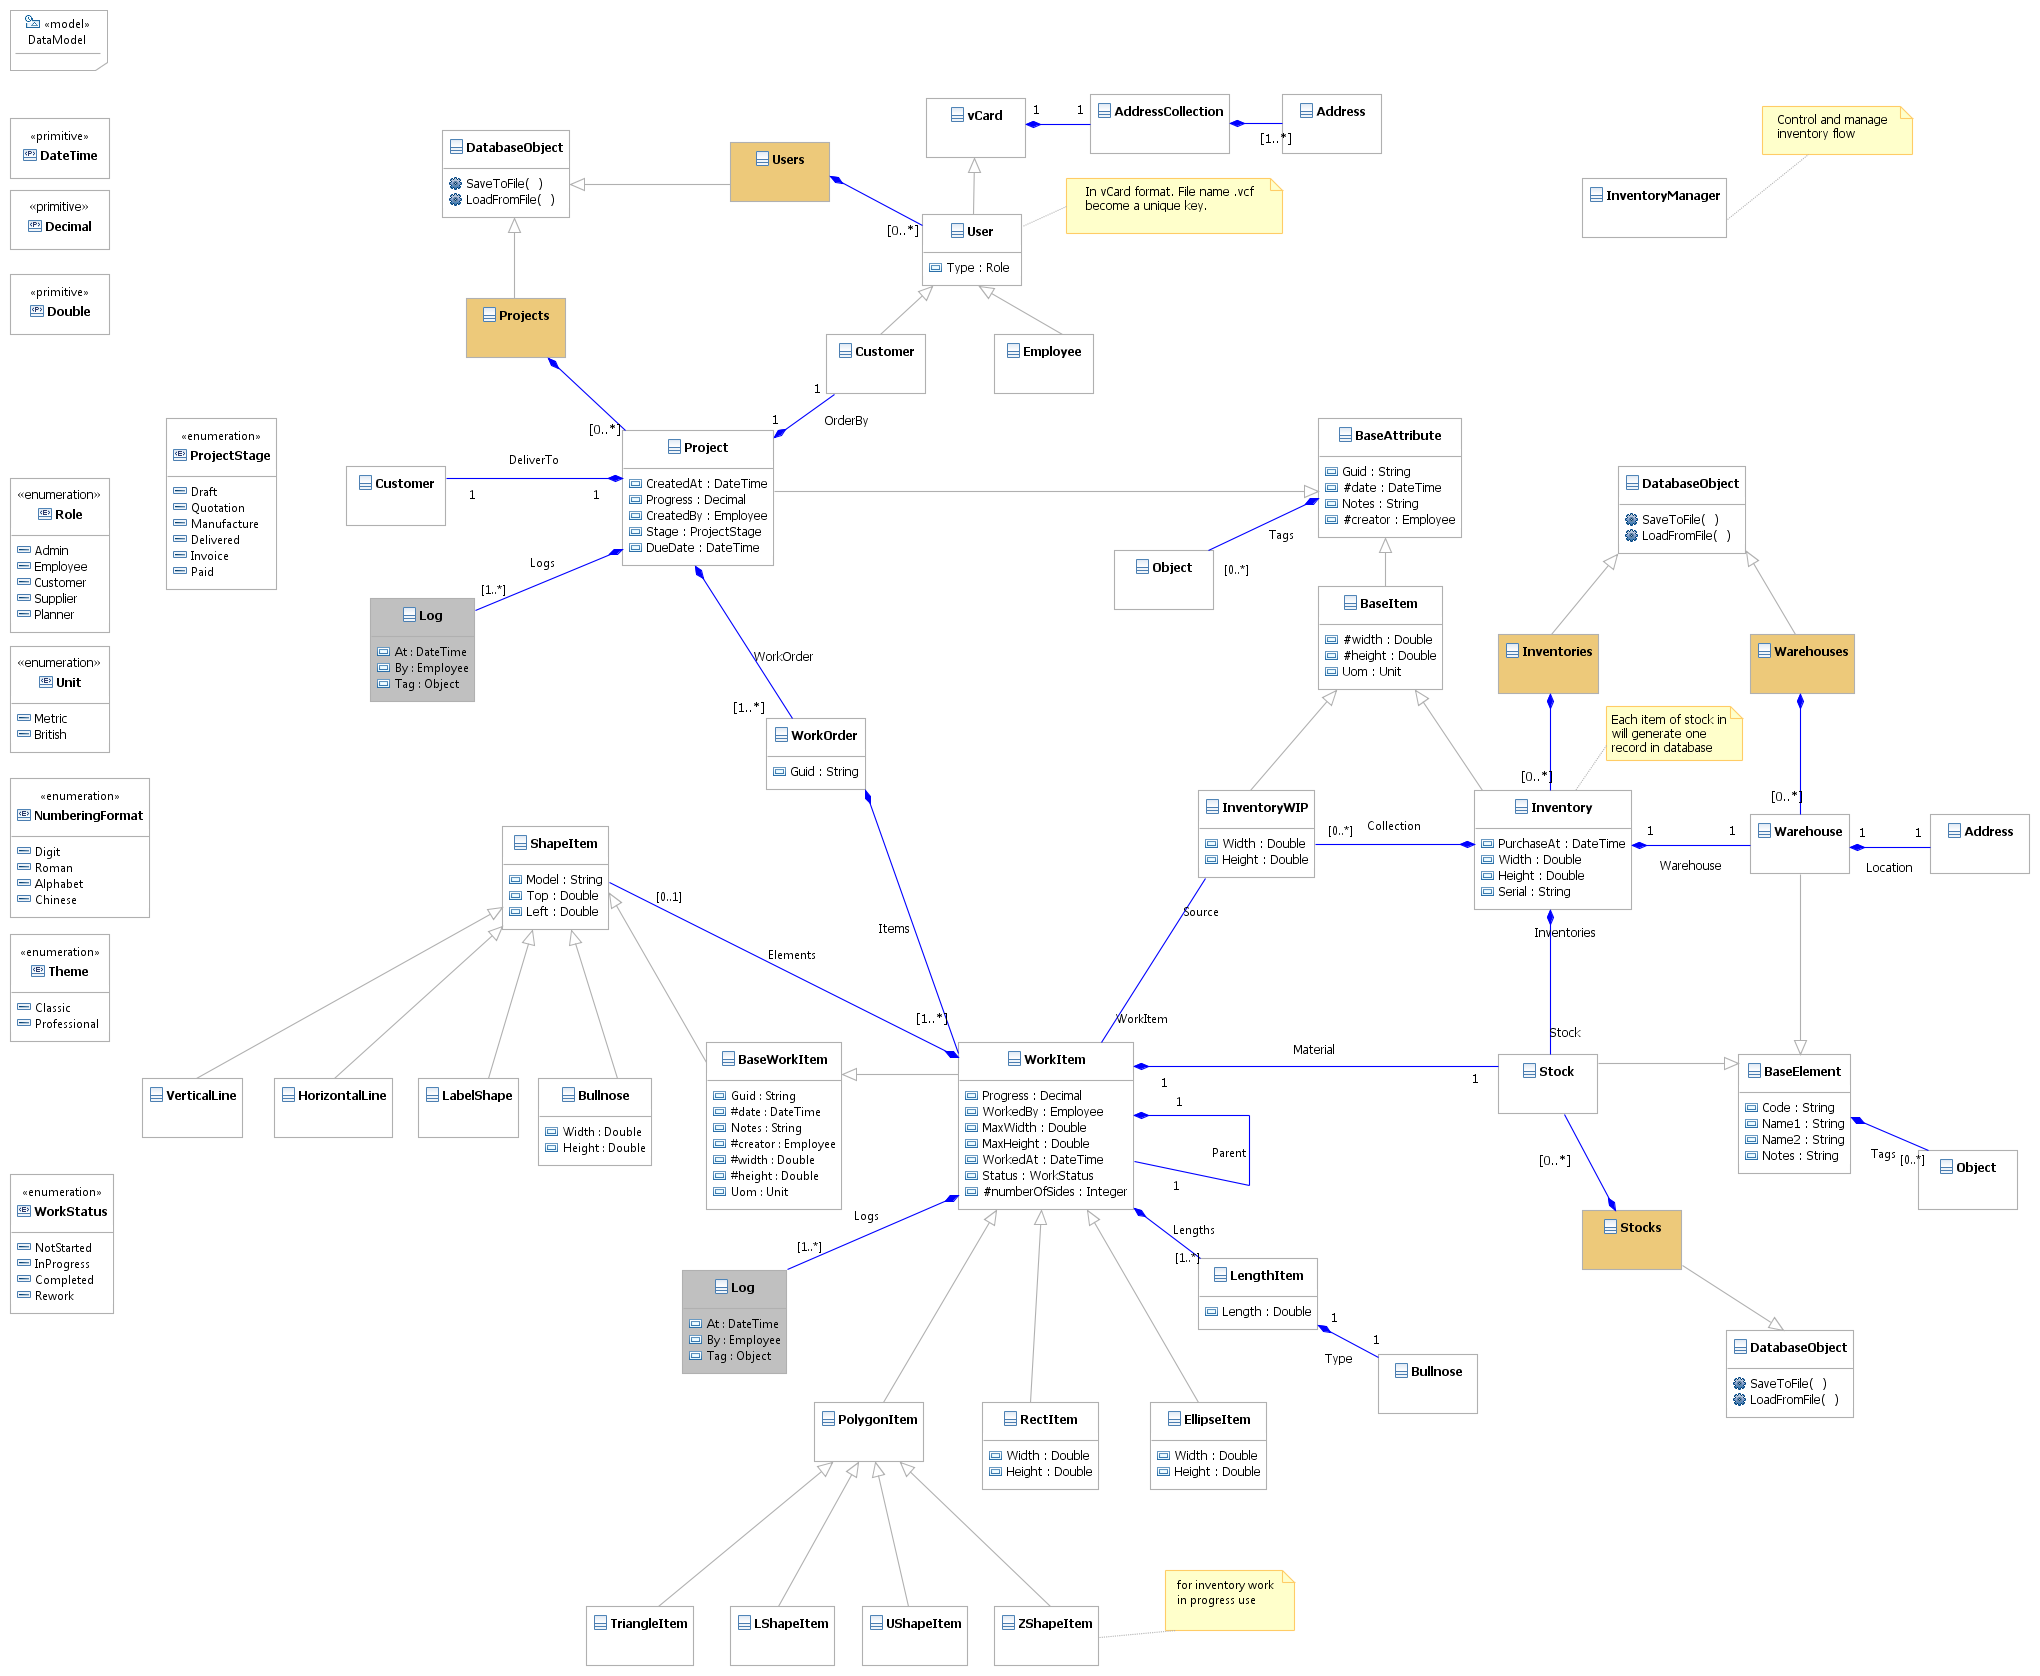 «model»
DataModel
«primitive»
DateTime
«primitive»
Decimal
«primitive»
Double
«enumeration»
ProjectStage
Draft
Quotation
Manufacture
Delivered
Invoice
Paid
«enumeration»
Role
Admin
Employee
Customer
Supplier
Planner
«enumeration»
Unit
Metric
British
«enumeration»
NumberingFormat
Digit
Roman
Alphabet
Chinese
«enumeration»
Theme
Classic
Professional
«enumeration»
WorkStatus
NotStarted
InProgress
Completed
Rework
DatabaseObject
SaveToFile( )
LoadFromFile( )
Users
[0..*]
vCard
1
1
AddressCollection
[1..*]
Address
In vCard format. File name .vcf
become a unique key.
User
Type : Role
Control and manage
inventory flow
InventoryManager
Projects
[0..*]
Customer
Employee
1
1
OrderBy
Project
CreatedAt : DateTime
Progress : Decimal
CreatedBy : Employee
Stage : ProjectStage
DueDate : DateTime
DeliverTo
1
1
Customer
Logs
[1..*]
Log
At : DateTime
By : Employee
Tag : Object
WorkOrder
[1..*]
WorkOrder
Guid : String
Items
[1..*]
BaseAttribute
Guid : String
#date : DateTime
Notes : String
#creator : Employee
Tags
[0..*]
Object
BaseItem
#width : Double
#height : Double
Uom : Unit
DatabaseObject
SaveToFile( )
LoadFromFile( )
Inventories
Warehouses
Each item of stock in
will generate one
record in database
[0..*]
[0..*]
InventoryWIP
Width : Double
Height : Double
[0..*]
Collection
Inventory
PurchaseAt : DateTime
Width : Double
Height : Double
Serial : String
1
1
Warehouse
Warehouse
1
1
Location
Address
Source
WorkItem
Inventories
Stock
ShapeItem
Model : String
Top : Double
Left : Double
[0..1]
Elements
VerticalLine
HorizontalLine
LabelShape
Bullnose
Width : Double
Height : Double
BaseWorkItem
Guid : String
#date : DateTime
Notes : String
#creator : Employee
#width : Double
#height : Double
Uom : Unit
WorkItem
Progress : Decimal
WorkedBy : Employee
MaxWidth : Double
MaxHeight : Double
WorkedAt : DateTime
Status : WorkStatus
#numberOfSides : Integer
Material
1
1
1
Parent
1
Stock
BaseElement
Code : String
Name1 : String
Name2 : String
Notes : String
Tags
[0..*]
Object
[0..*]
Stocks
DatabaseObject
SaveToFile( )
LoadFromFile( )
Logs
[1..*]
Log
At : DateTime
By : Employee
Tag : Object
Lengths
[1..*]
LengthItem
Length : Double
1
1
Type
Bullnose
PolygonItem
RectItem
Width : Double
Height : Double
EllipseItem
Width : Double
Height : Double
TriangleItem
LShapeItem
UShapeItem
ZShapeItem
for inventory work
in progress use